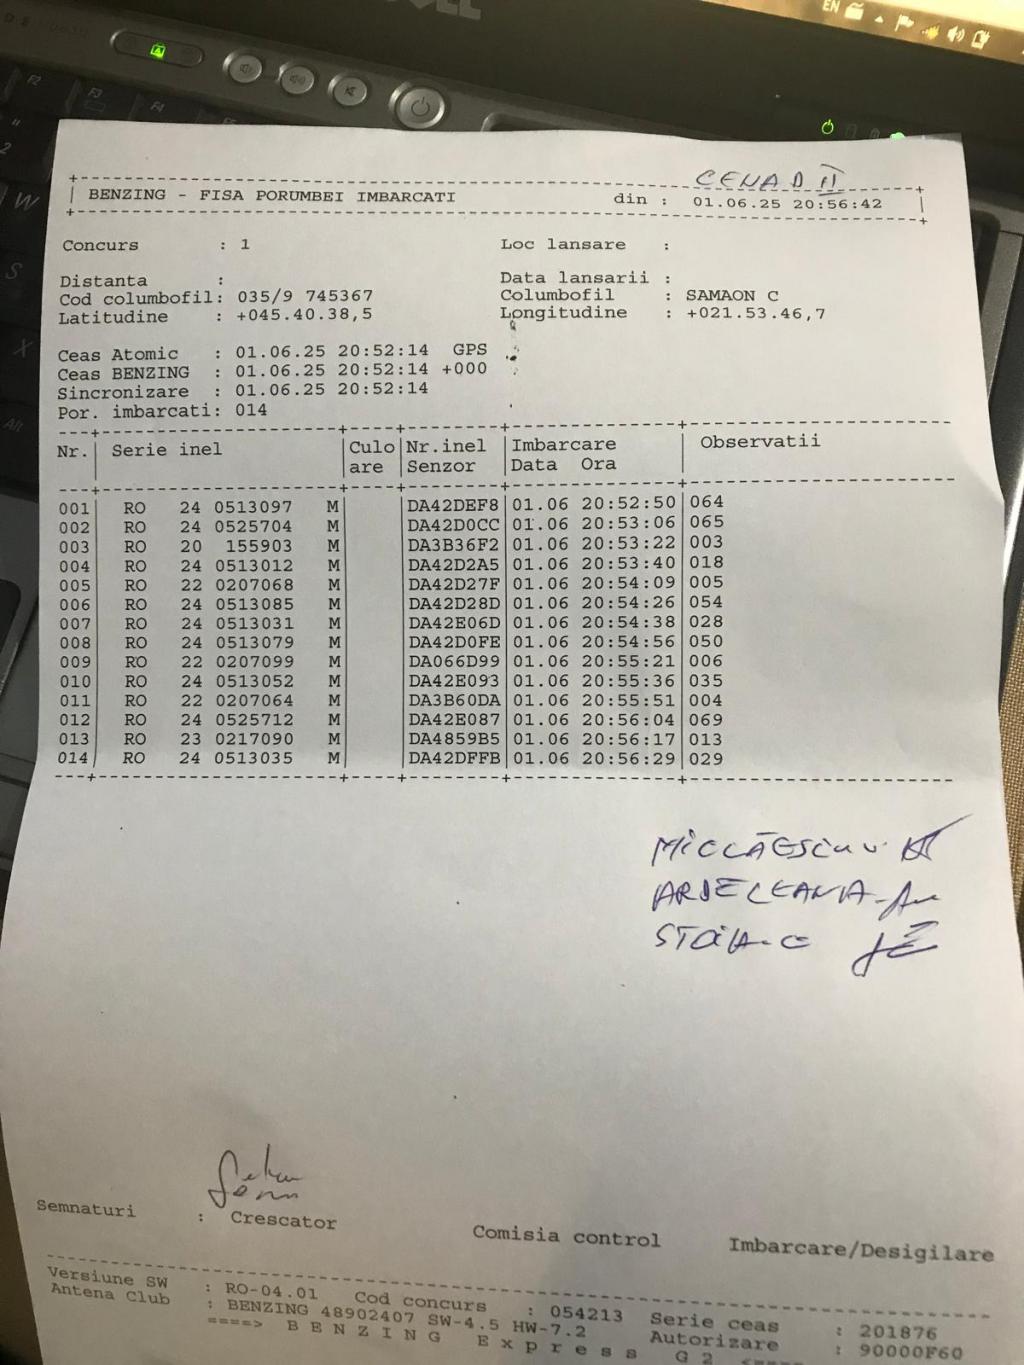 EN
F2
F3
F4
W
S
X
Alt
CENAD II
BENZING - FISA PORUMBEI IMBARCATI din : 01.06.25 20:56:42
Concurs : 1 Loc lansare :
Distanta : Data lansarii :
Cod columbofil: 035/9 745367 Columbofil : SAMAON C
Latitudine : +045.40.38,5 Longitudine : +021.53.46,7
Ceas Atomic : 01.06.25 20:52:14 GPS
Ceas BENZING : 01.06.25 20:52:14 +000
Sincronizare : 01.06.25 20:52:14
Por. imbarcati: 014
Nr. Serie inel Culo Nr.inel Imbarcare Observatii
are Senzor Data Ora
001 RO 24 0513097 M DA42DEF8 01.06 20:52:50 064
002 RO 24 0525704 M DA42D0CC 01.06 20:53:06 065
003 RO 20 155903 M DA3B36F2 01.06 20:53:22 003
004 RO 24 0513012 M DA42D2A5 01.06 20:53:40 018
005 RO 22 0207068 M DA42D27F 01.06 20:54:09 005
006 RO 24 0513085 M DA42D28D 01.06 20:54:26 054
007 RO 24 0513031 M DA42E06D 01.06 20:54:38 028
008 RO 24 0513079 M DA42D0FE 01.06 20:54:56 050
009 RO 22 0207099 M DA066D99 01.06 20:55:21 006
010 RO 24 0513052 M DA42E093 01.06 20:55:36 035
011 RO 22 0207064 M DA3B60DA 01.06 20:55:51 004
012 RO 24 0525712 M DA42E087 01.06 20:56:04 069
013 RO 23 0217090 M DA4859B5 01.06 20:56:17 013
014 RO 24 0513035 M DA42DFFB 01.06 20:56:29 029
Semnaturi : Crescator Comisia control Imbarcare/Desigilare
Versiune SW : RO-04.01 Cod concurs : 054213 Serie ceas : 201876
Antena Club : BENZING 48902407 SW-4.5 HW-7.2 Autorizare : 90000F60
====> B E N Z I N G E x p r e s s G 2 <====